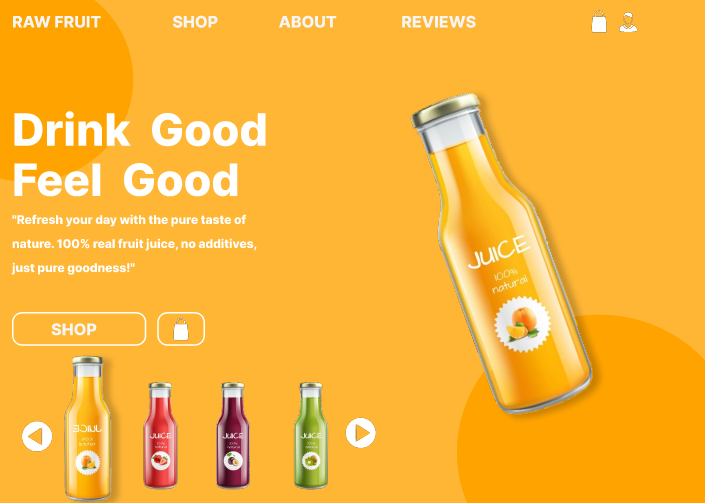 RAW FRUIT SHOP ABOUT REVIEWS
Drink Good
Feel Good
"Refresh your day with the pure taste of
nature. 100% real fruit juice, no additives,
just pure goodness!"
JUICE
100%
natural
SHOP
JUICE
JUICE
JUICE
JUICE